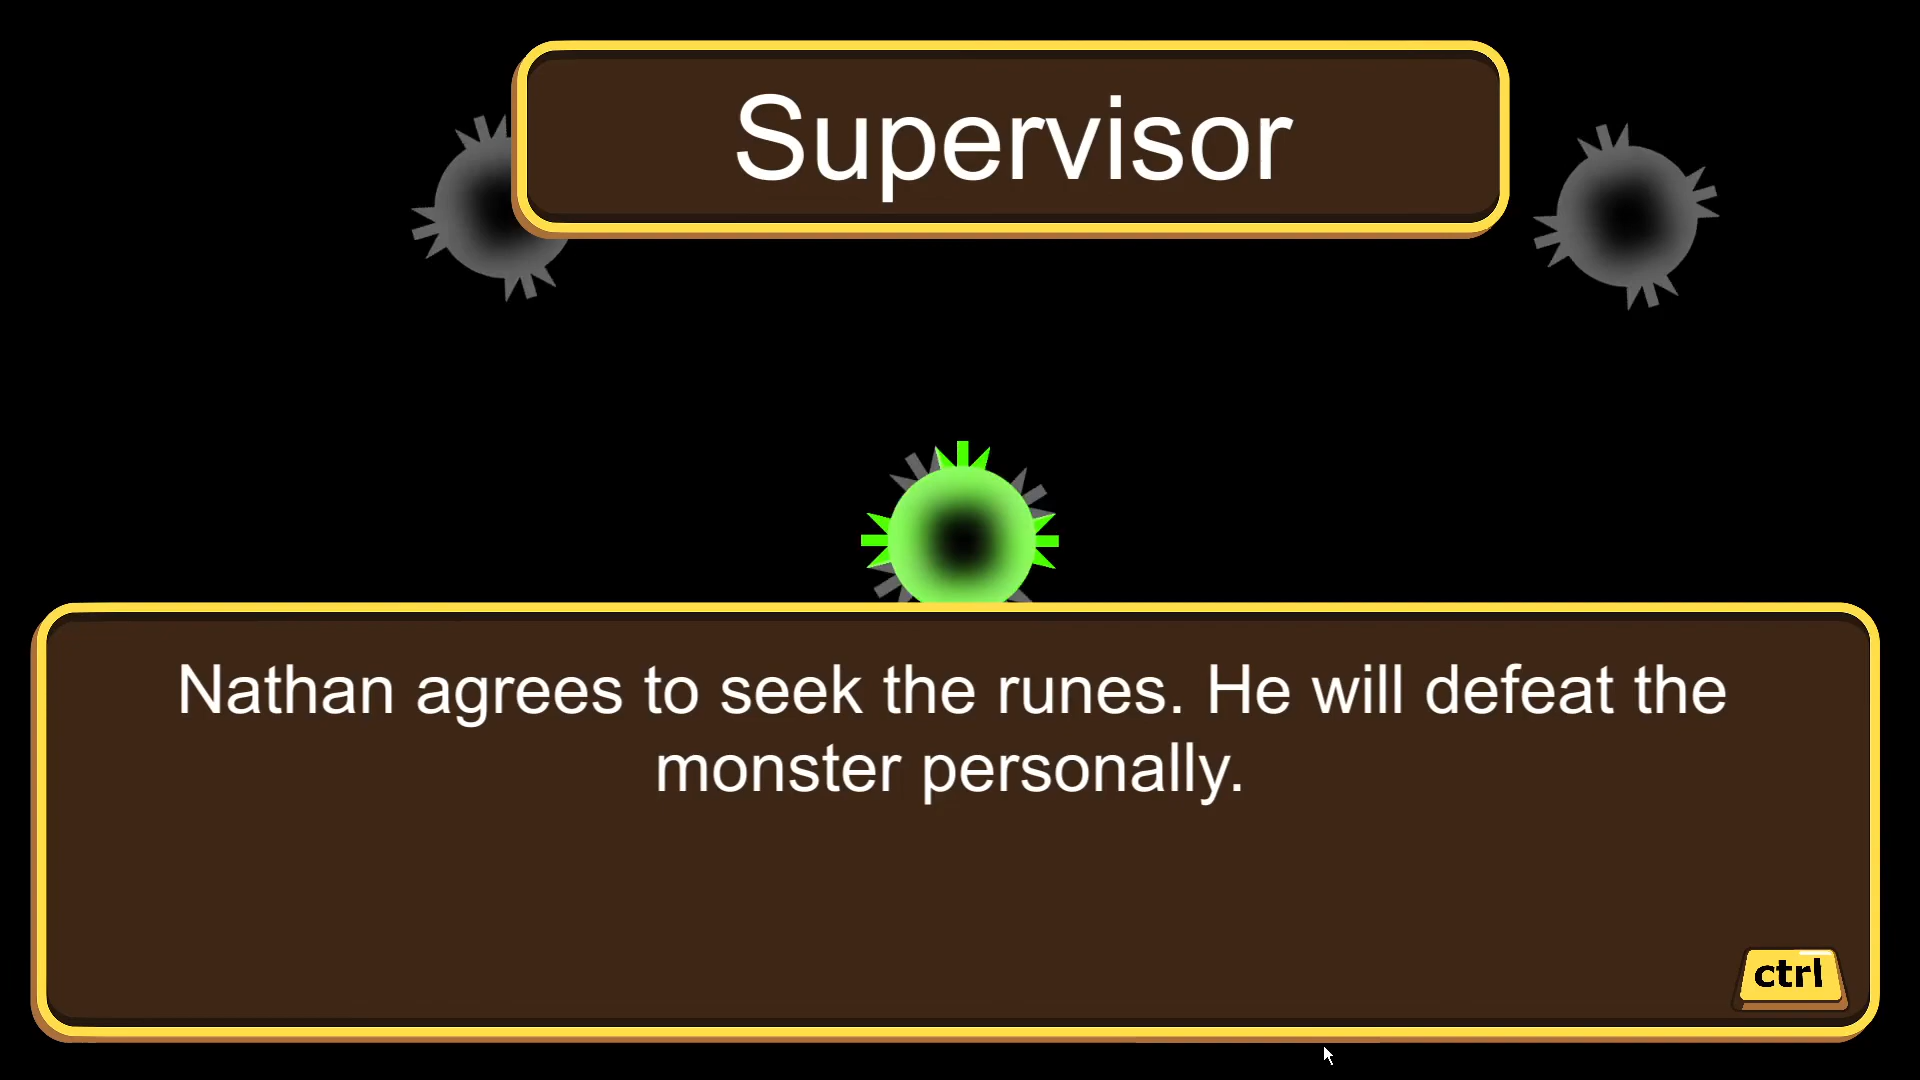 Supervisor
Nathan agrees to seek the runes. He will defeat the
monster personally.
ctrl